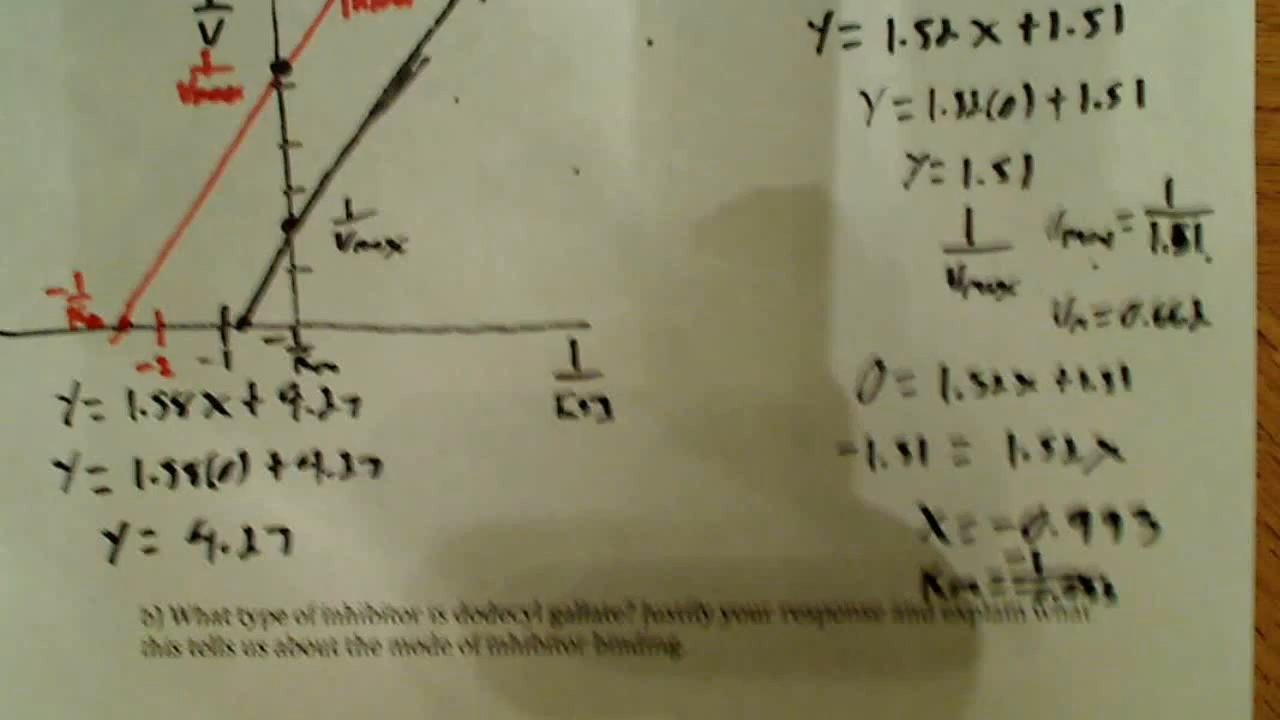 1/V
1/Vmax
1/Vmax
-1/Km
-2
-1
-1/Km
1/[S]
y = 1.58x + 4.27
y = 1.58(0) + 4.27
y = 4.27
y = 1.52x + 1.51
y = 1.52(0) + 1.51
y = 1.51
1/Vmax
Vmax = 1/1.51
Vm = 0.662
0 = 1.52x + 1.51
-1.51 = 1.52x
x = -0.993
Km = -1/
b) What type of inhibitor is dodecyl gallate? Justify your response and explain what
this tells us about the mode of inhibitor binding.